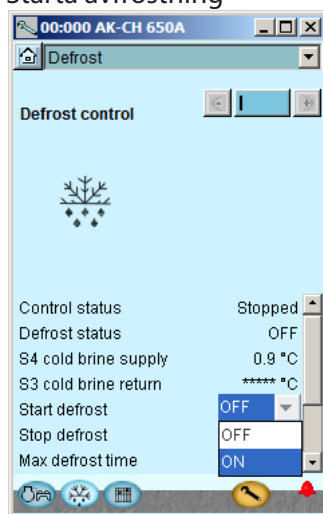 Starta avfrostning
00:000 AK-CH 650A
Defrost
Defrost control
Control status Stopped
Defrost status OFF
S4 cold brine supply 0.9 °C
S3 cold brine return ***** °C
Start defrost OFF
Stop defrost OFF
Max defrost time ON